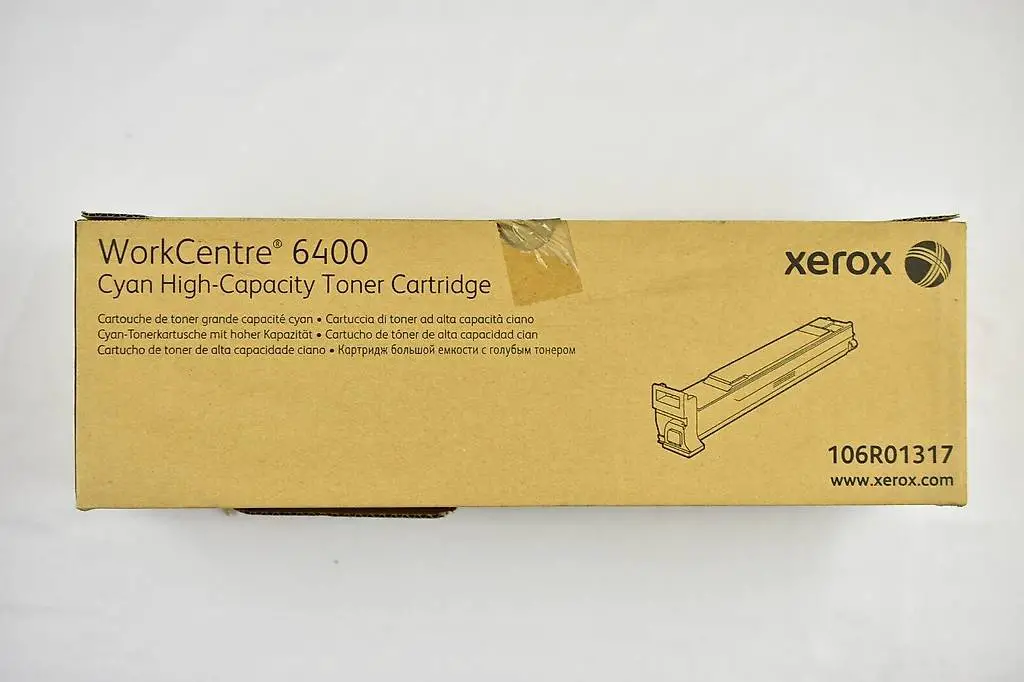 WorkCentre® 6400
Cyan High-Capacity Toner Cartridge
Cartouche de toner grande capacité cyan • Cartuccia di toner ad alta capacità ciano
Cyan-Tonerkartusche mit hoher Kapazität • Cartucho de tóner de alta capacidad cian
Cartucho de toner de alta capacidade ciano • Картридж большой емкости с голубым тонером
xerox
106R01317
www.xerox.com